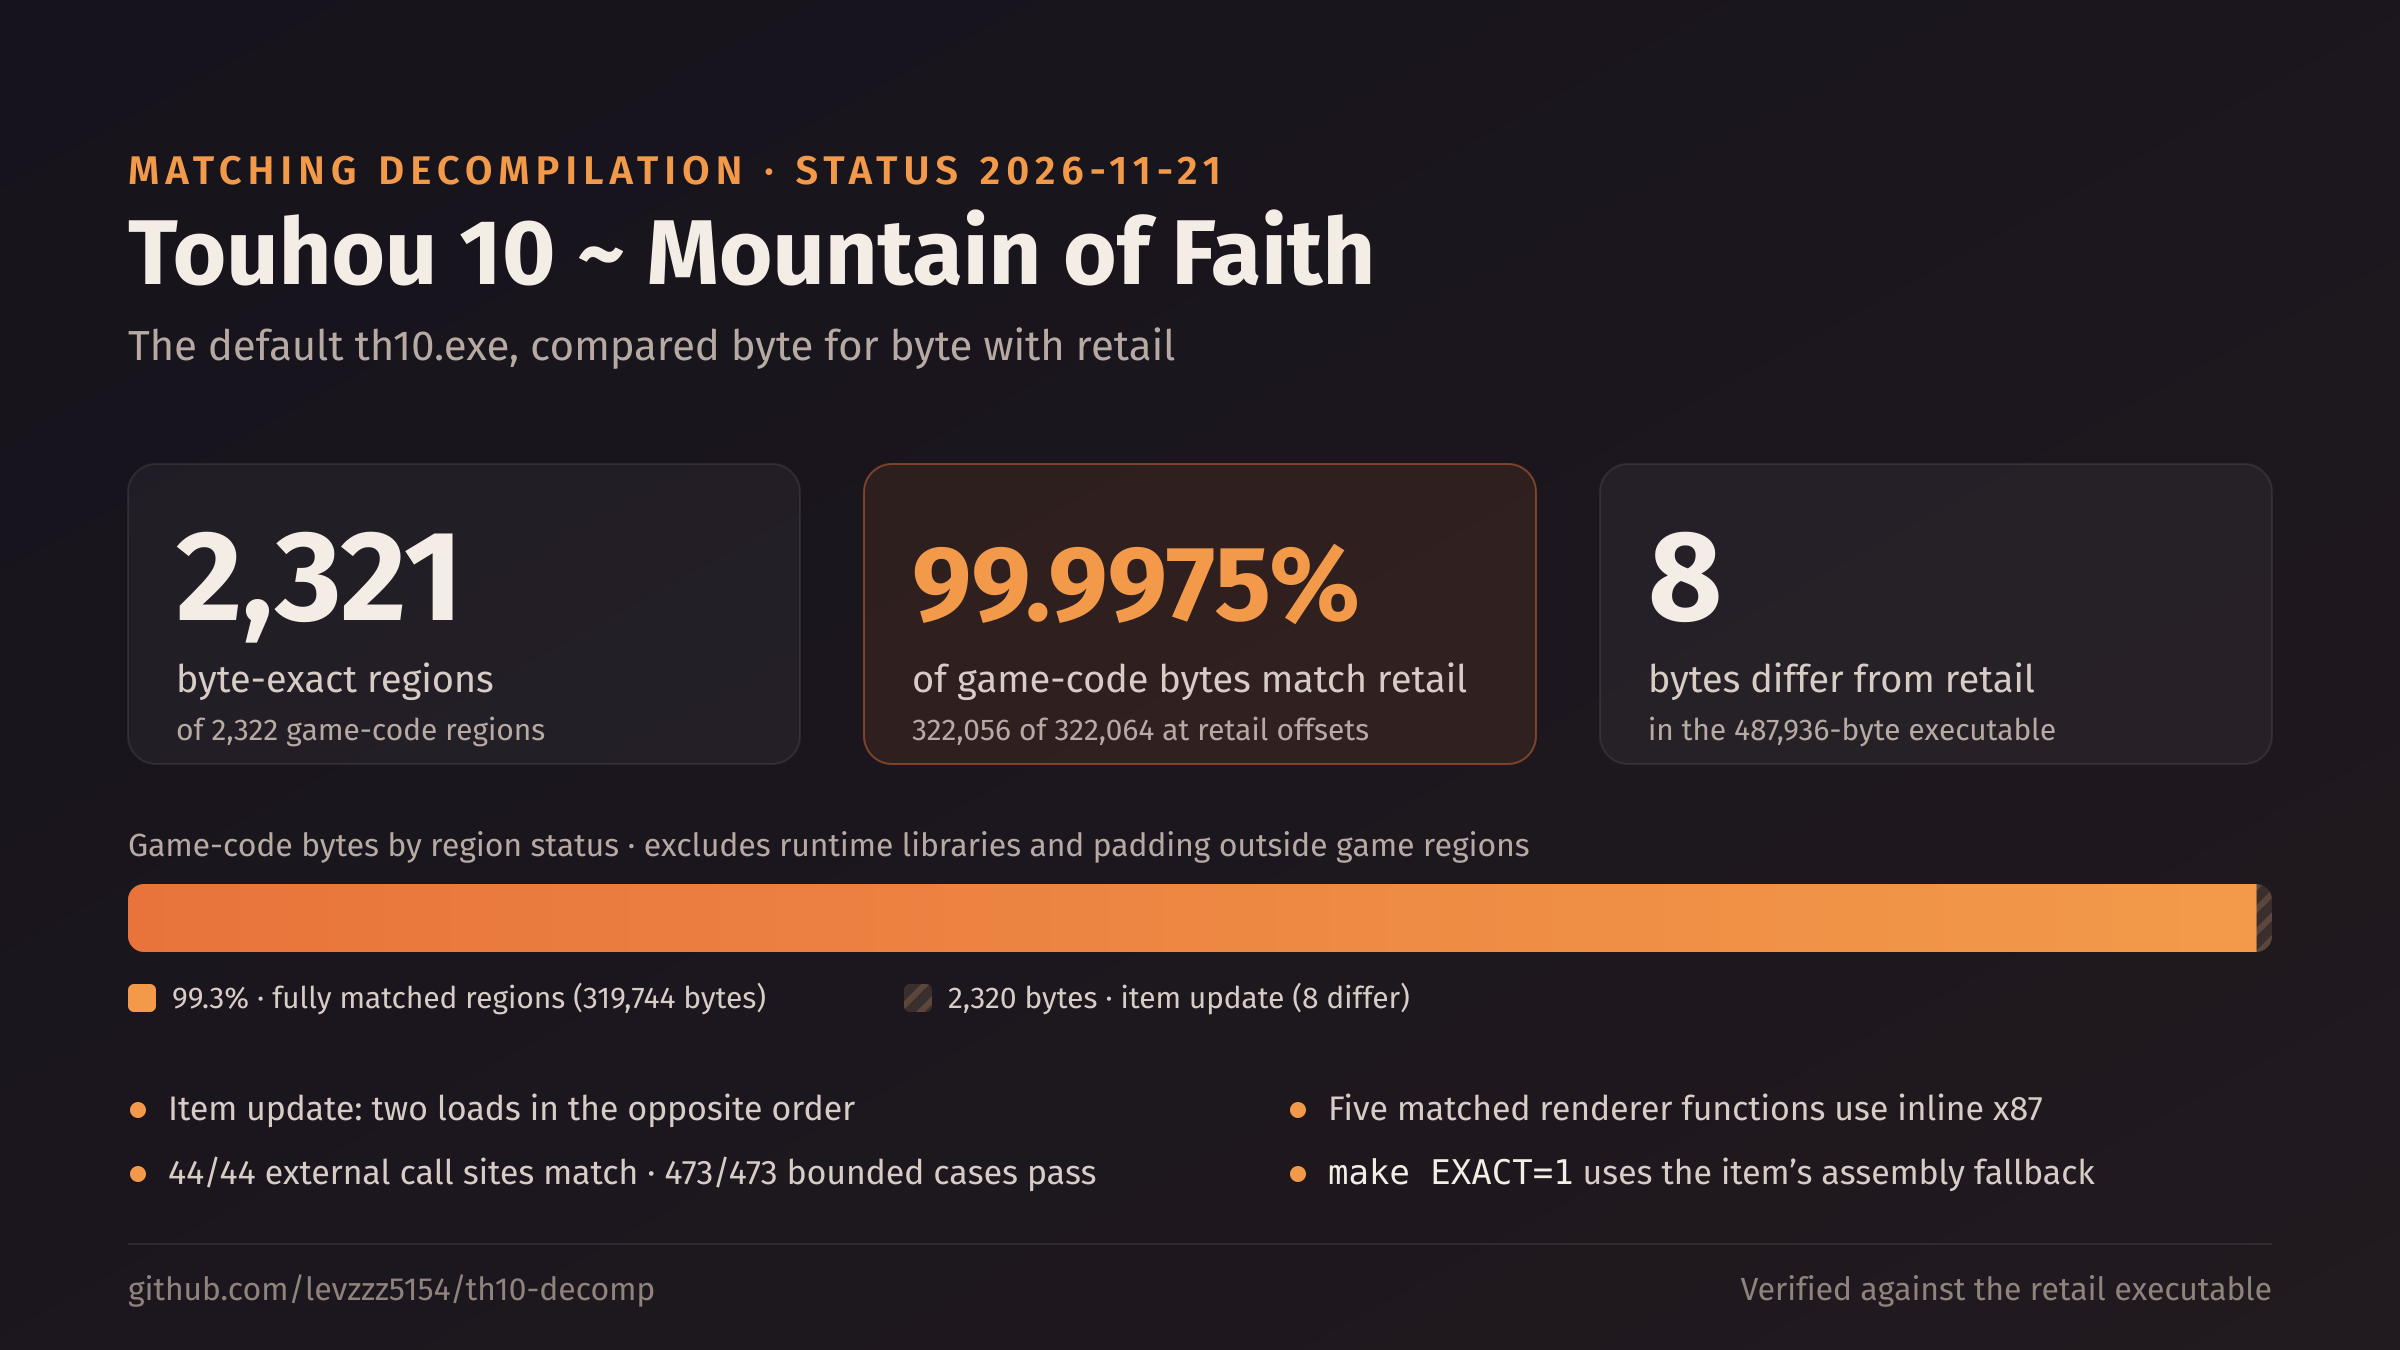 MATCHING DECOMPILATION · STATUS 2026-11-21
Touhou 10 ~ Mountain of Faith
The default th10.exe, compared byte for byte with retail
2,321
byte-exact regions
of 2,322 game-code regions
99.9975%
of game-code bytes match retail
322,056 of 322,064 at retail offsets
8
bytes differ from retail
in the 487,936-byte executable
Game-code bytes by region status · excludes runtime libraries and padding outside game regions
99.3% · fully matched regions (319,744 bytes)
2,320 bytes · item update (8 differ)
Item update: two loads in the opposite order
44/44 external call sites match · 473/473 bounded cases pass
Five matched renderer functions use inline x87
make EXACT=1 uses the item’s assembly fallback
github.com/levzzz5154/th10-decomp
Verified against the retail executable